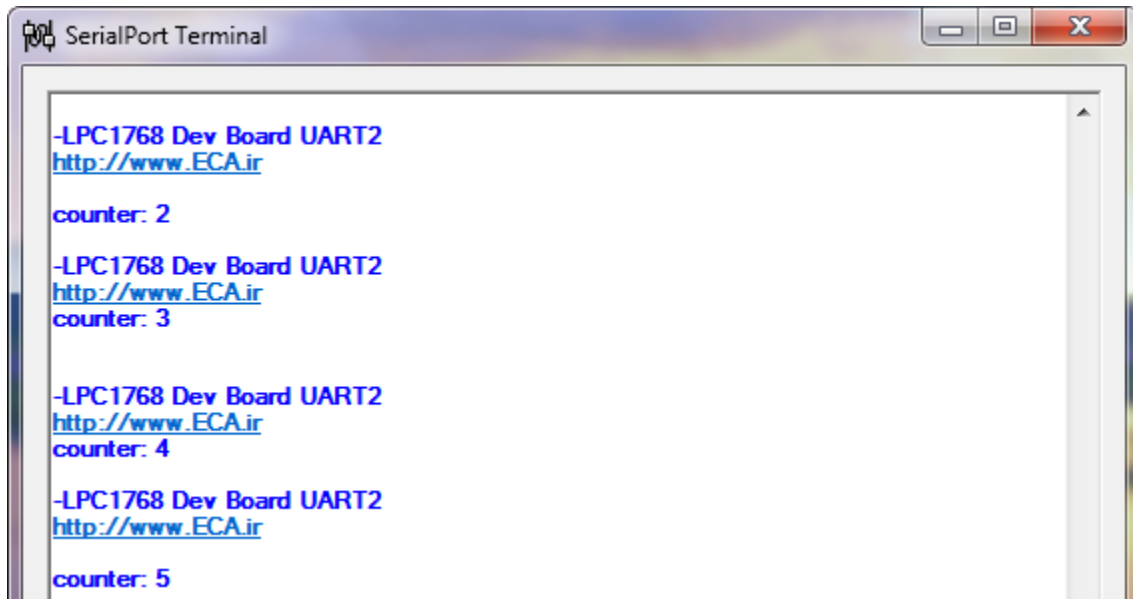 SerialPort Terminal
-LPC1768 Dev Board UART2
http://www.ECA.ir
counter: 2
-LPC1768 Dev Board UART2
http://www.ECA.ir
counter: 3
-LPC1768 Dev Board UART2
http://www.ECA.ir
counter: 4
-LPC1768 Dev Board UART2
http://www.ECA.ir
counter: 5